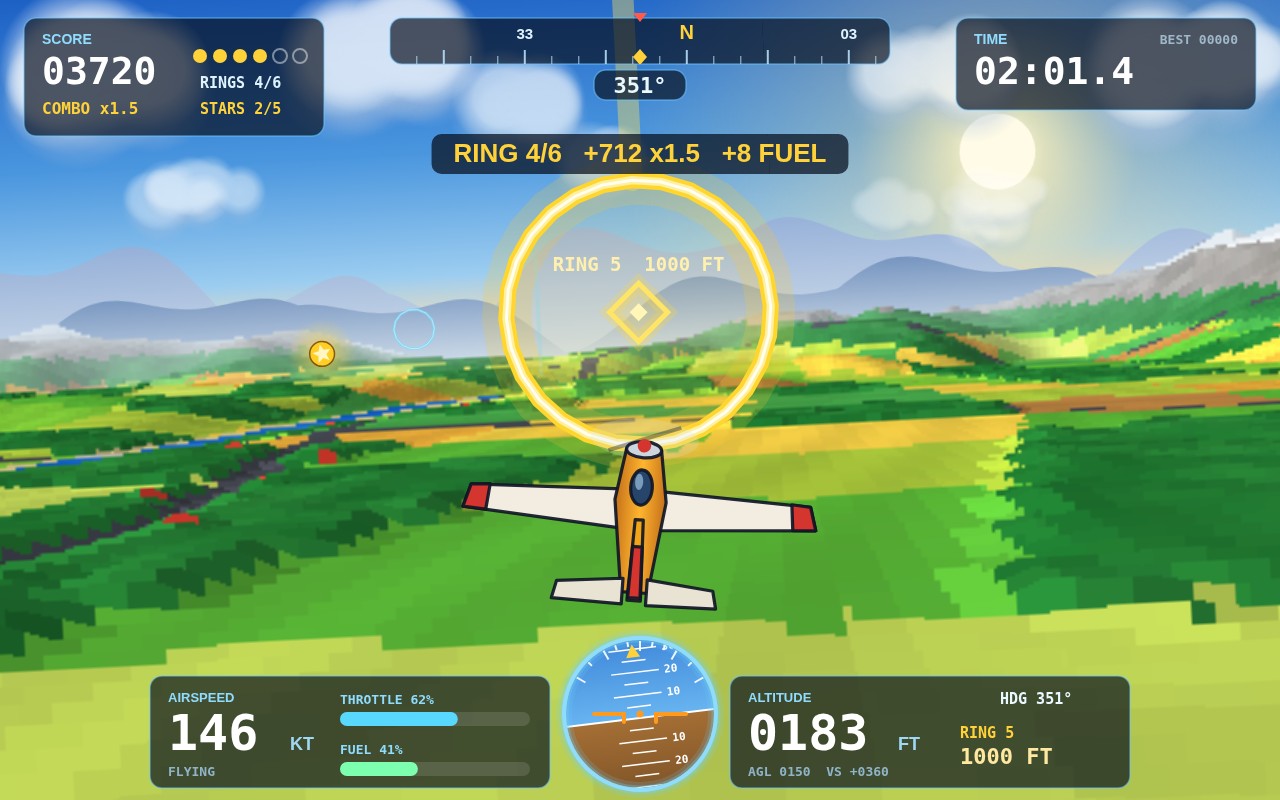 SCORE
03720
COMBO x1.5
RINGS 4/6
STARS 2/5
33 N 03
351°
TIME
BEST 00000
02:01.4
RING 4/6 +712 x1.5 +8 FUEL
RING 5 1000 FT
AIRSPEED
146 KT
FLYING
THROTTLE 62%
FUEL 41%
20
10
10
20
ALTITUDE
0183 FT
AGL 0150 VS +0360
HDG 351°
RING 5
1000 FT